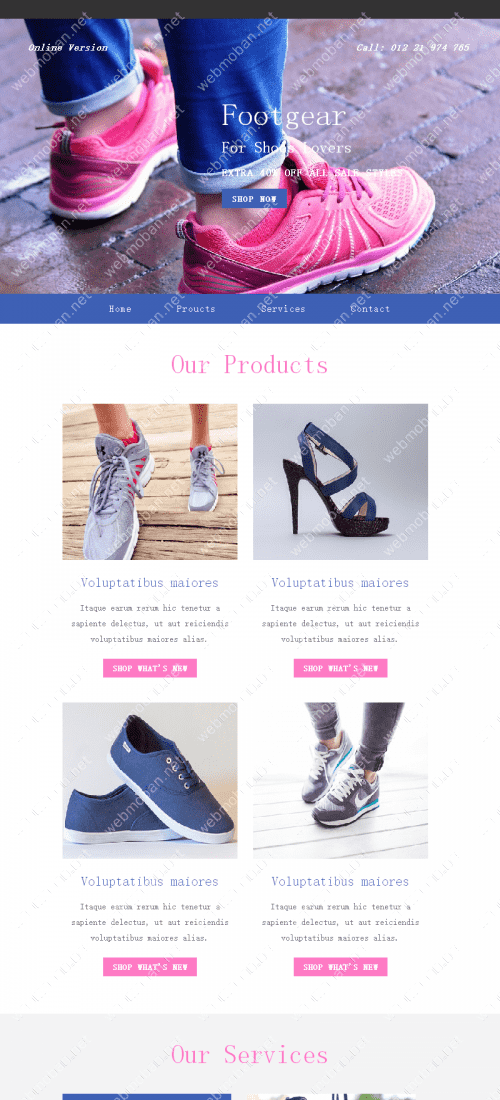 Online Version
Call: 012 21 974 765
Footgear
For Shoes Lovers
EXTRA 40% OFF ALL SALE STYLES
SHOP NOW
Home Proucts Services Contact
Our Products
Voluptatibus maiores
Itaque earum rerum hic tenetur a
sapiente delectus, ut aut reiciendis
voluptatibus maiores alias.
SHOP WHAT'S NEW
Voluptatibus maiores
Itaque earum rerum hic tenetur a
sapiente delectus, ut aut reiciendis
voluptatibus maiores alias.
SHOP WHAT'S NEW
Voluptatibus maiores
Itaque earum rerum hic tenetur a
sapiente delectus, ut aut reiciendis
voluptatibus maiores alias.
SHOP WHAT'S NEW
Voluptatibus maiores
Itaque earum rerum hic tenetur a
sapiente delectus, ut aut reiciendis
voluptatibus maiores alias.
SHOP WHAT'S NEW
Our Services
webmoban.net